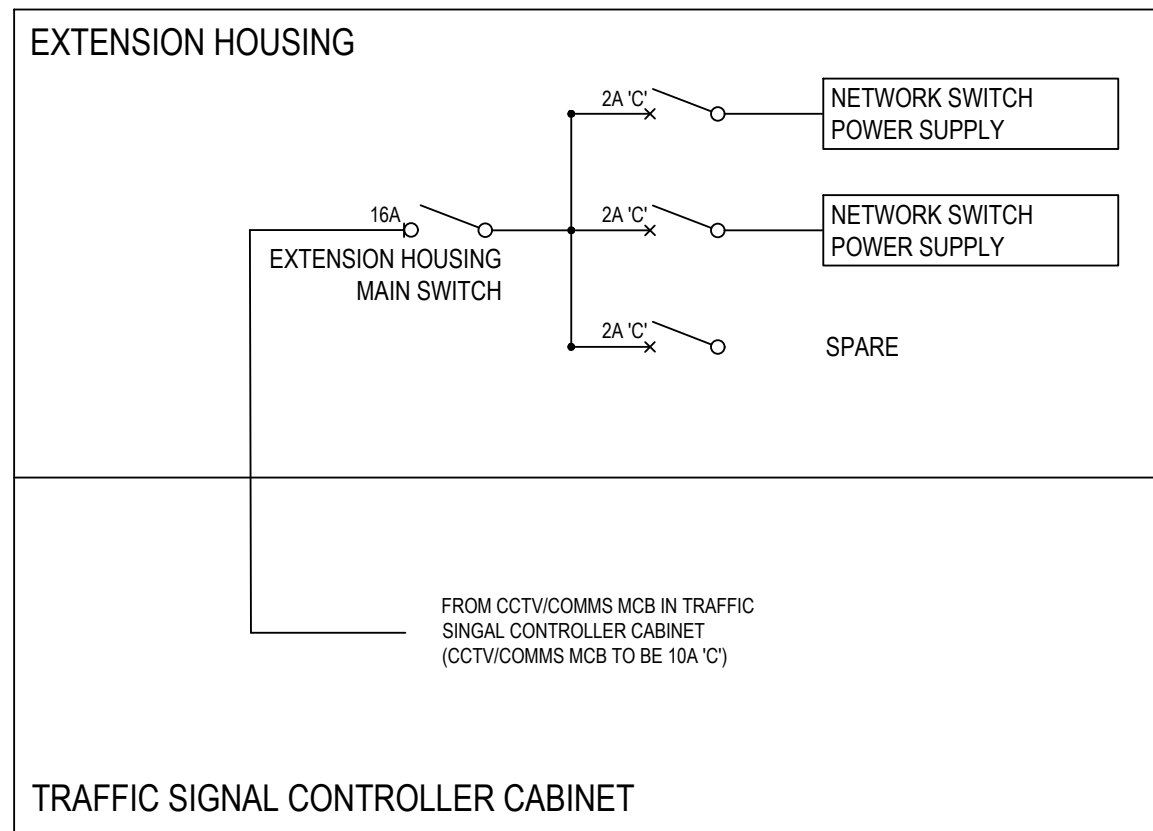 EXTENSION HOUSING
2A 'C'
NETWORK SWITCH
POWER SUPPLY
16A
EXTENSION HOUSING
MAIN SWITCH
2A 'C'
NETWORK SWITCH
POWER SUPPLY
2A 'C'
SPARE
FROM CCTV/COMMS MCB IN TRAFFIC
SINGAL CONTROLLER CABINET
(CCTV/COMMS MCB TO BE 10A 'C')
TRAFFIC SIGNAL CONTROLLER CABINET